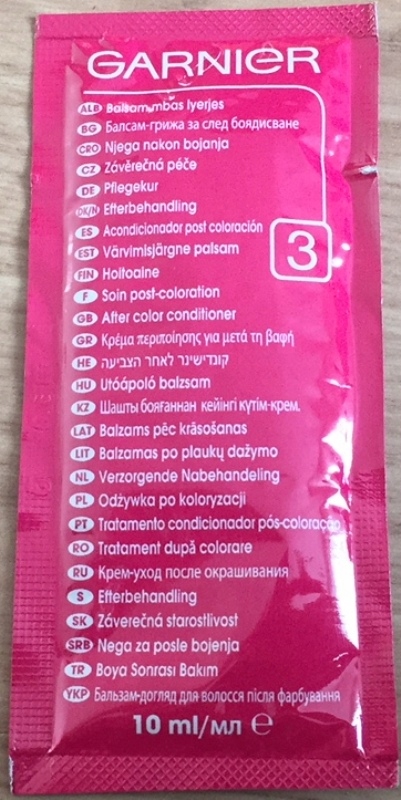 GARNIER
ALB Balsam mbas lyerjes
BG Балсам-грижа за след боядисване
CRO Njega nakon bojanja
CZ Závěrečná péče
DE Pflegekur
DK/N Efterbehandling
ES Acondicionador post coloración
EST Värvimisjärgne palsam
FIN Hoitoaine
F Soin post-coloration
GB After color conditioner
GR Κρέμα περιποίησης για μετά τη βαφή
HE קונדישינר לאחר הצביעה
HU Utóápoló balzsam
KZ Шашты бояғаннан кейінгі күтім-крем.
LAT Balzams pēc krāsošanas
LIT Balzamas po plaukų dažymo
NL Verzorgende Nabehandeling
PL Odżywka po koloryzacji
PT Tratamento condicionador pós-coloração
RO Tratament după colorare
RU Крем-уход после окрашивания
S Efterbehandling
SK Záverečná starostlivost
SRB Nega za posle bojenja
TR Boya Sonrası Bakım
УКР Бальзам-догляд для волосся після фарбування
3
10 ml/мл ℮